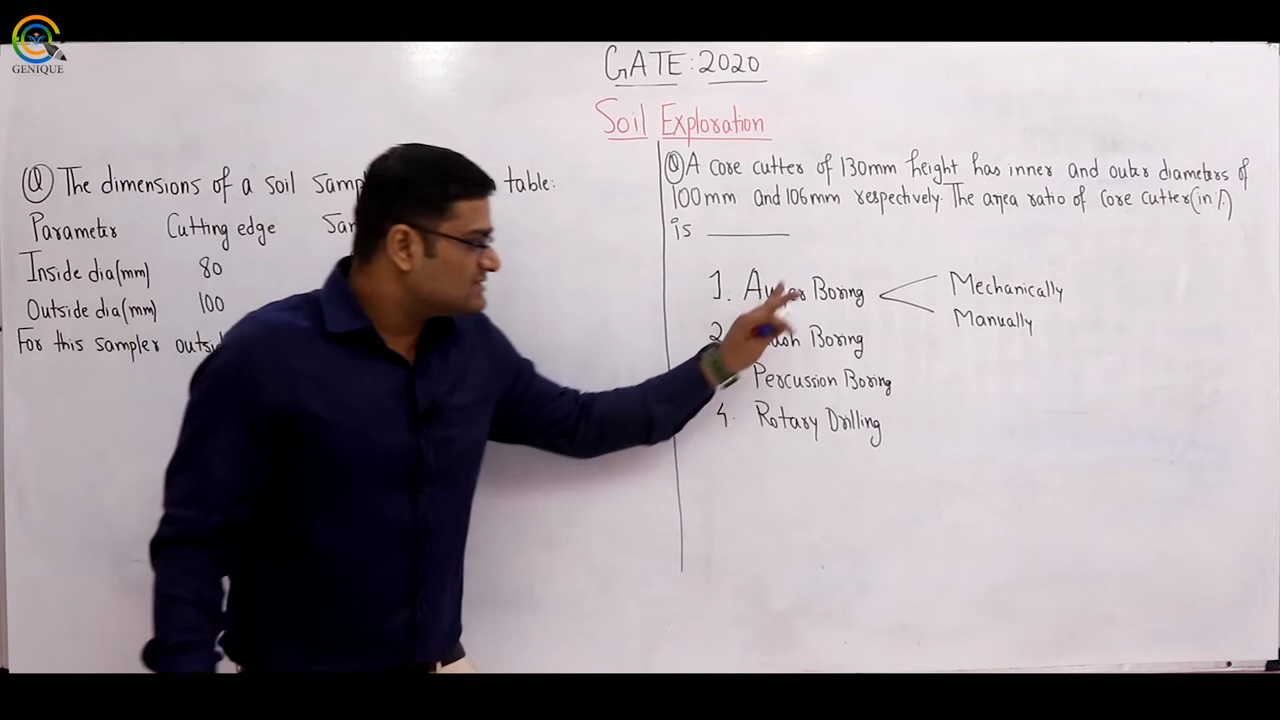 GENIQUE
GATE: 2020
Soil Exploration
Q The dimensions of a soil table:
Parameter Cutting edge
Inside dia(mm) 80
Outside dia(mm) 100
For this sampler
Q A core cutter of 130mm height has inner and outer diameters of
100mm and 106mm respectively. The area ratio of core cutter (in %)
is ______
1. Boring
Mechanically
Manually
2. Boring
Percussion Boring
4. Rotary Drilling